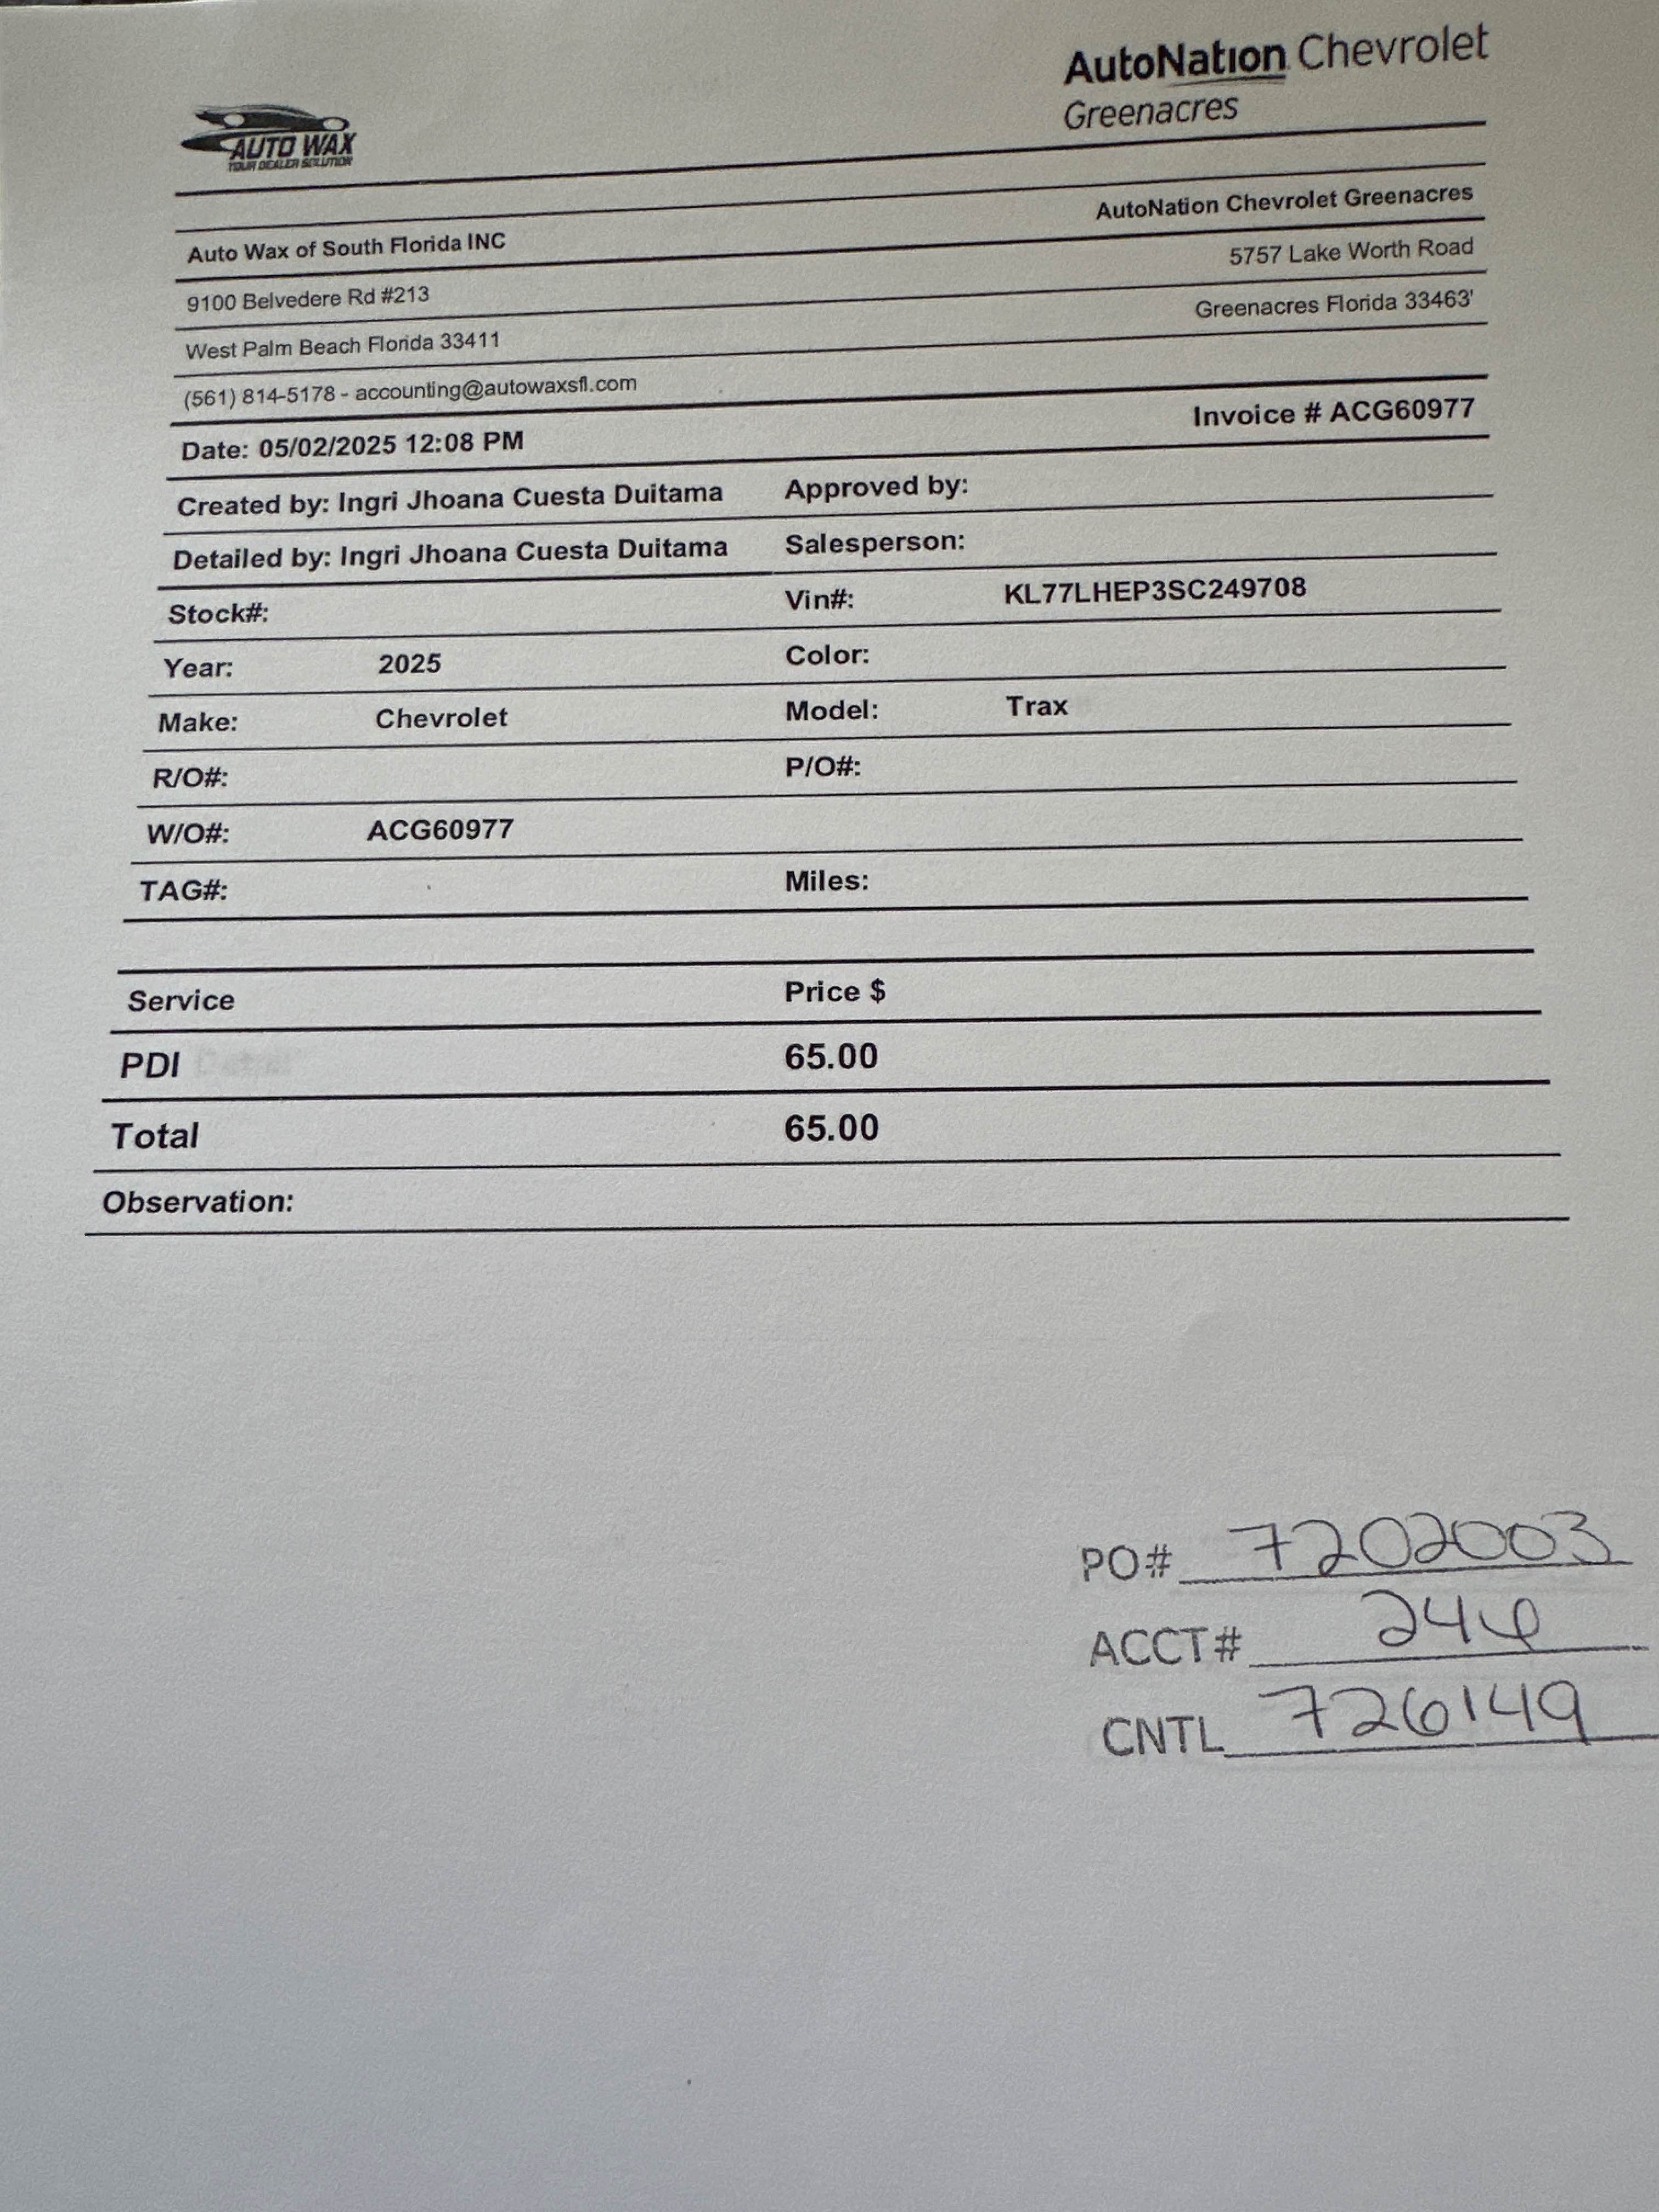 AutoNation Chevrolet
Greenacres
AUTO WAX
YOUR DEALER SOLUTION
AutoNation Chevrolet Greenacres
Auto Wax of South Florida INC
5757 Lake Worth Road
9100 Belvedere Rd #213
Greenacres Florida 33463'
West Palm Beach Florida 33411
(561) 814-5178 - accounting@autowaxsfl.com
Invoice # ACG60977
Date: 05/02/2025 12:08 PM
Created by: Ingri Jhoana Cuesta Duitama Approved by:
Detailed by: Ingri Jhoana Cuesta Duitama Salesperson:
Stock#: Vin#: KL77LHEP3SC249708
Year: 2025 Color:
Make: Chevrolet Model: Trax
R/O#: P/O#:
W/O#: ACG60977
TAG#: Miles:
Service Price $
PDI 65.00
Total 65.00
Observation:
PO# 7202003
ACCT# 246
CNTL 726149